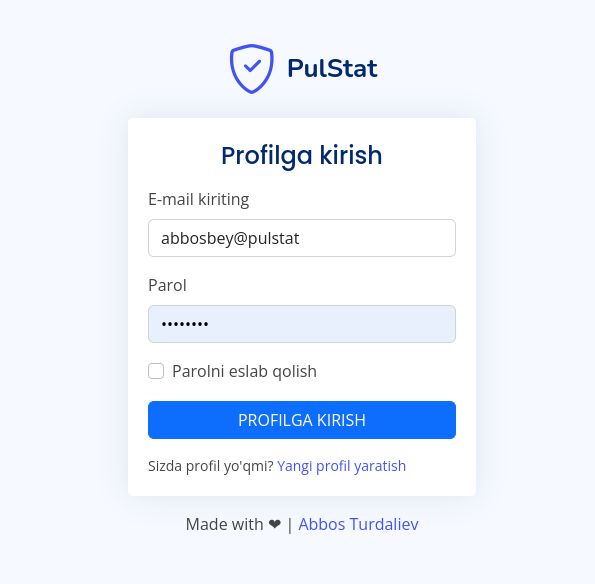 PulStat
Profilga kirish
E-mail kiriting
abbosbey@pulstat
Parol
••••••••
Parolni eslab qolish
PROFILGA KIRISH
Sizda profil yo'qmi? Yangi profil yaratish
Made with ❤ | Abbos Turdaliev